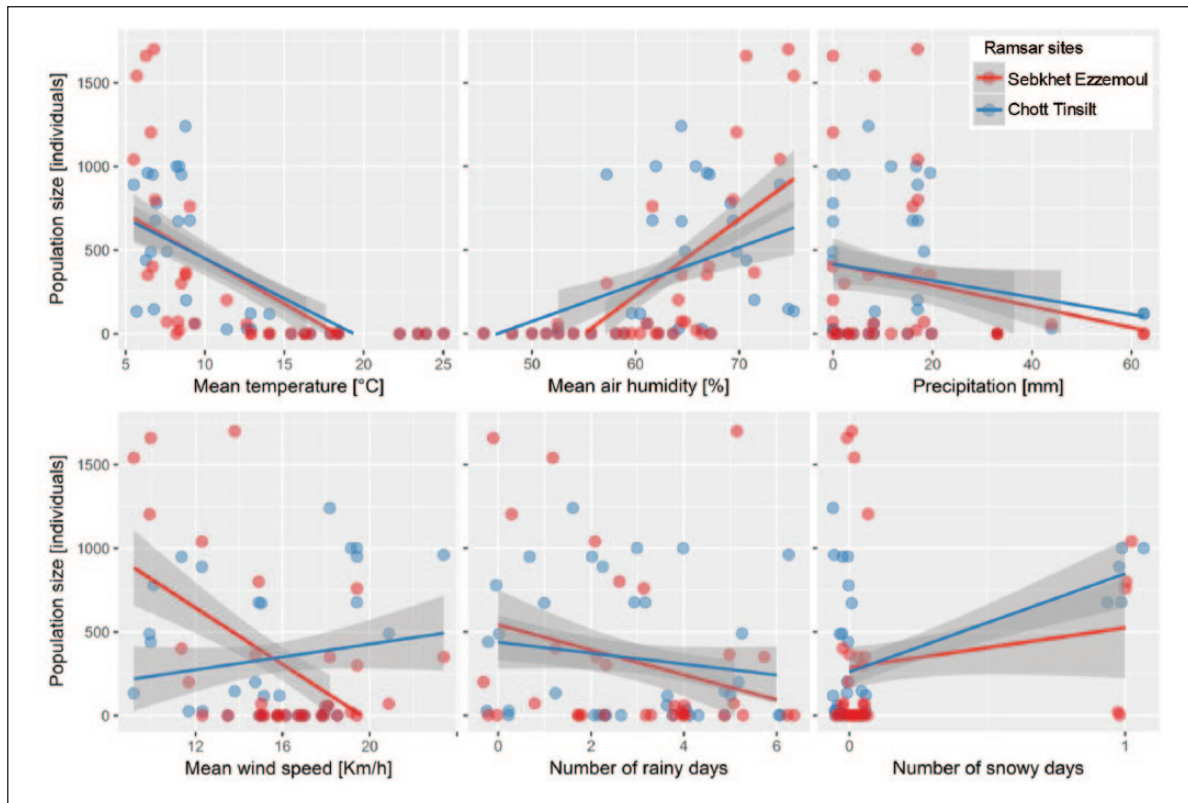 Population size [individuals]
1500
1000
500
0
5
10
15
20
25
Mean temperature [°C]
50
60
70
Mean air humidity [%]
0
20
40
60
Precipitation [mm]
Ramsar sites
Sebkhet Ezzemoul
Chott Tinsilt
Population size [individuals]
1500
1000
500
0
12
16
20
Mean wind speed [Km/h]
0
2
4
6
Number of rainy days
0
1
Number of snowy days